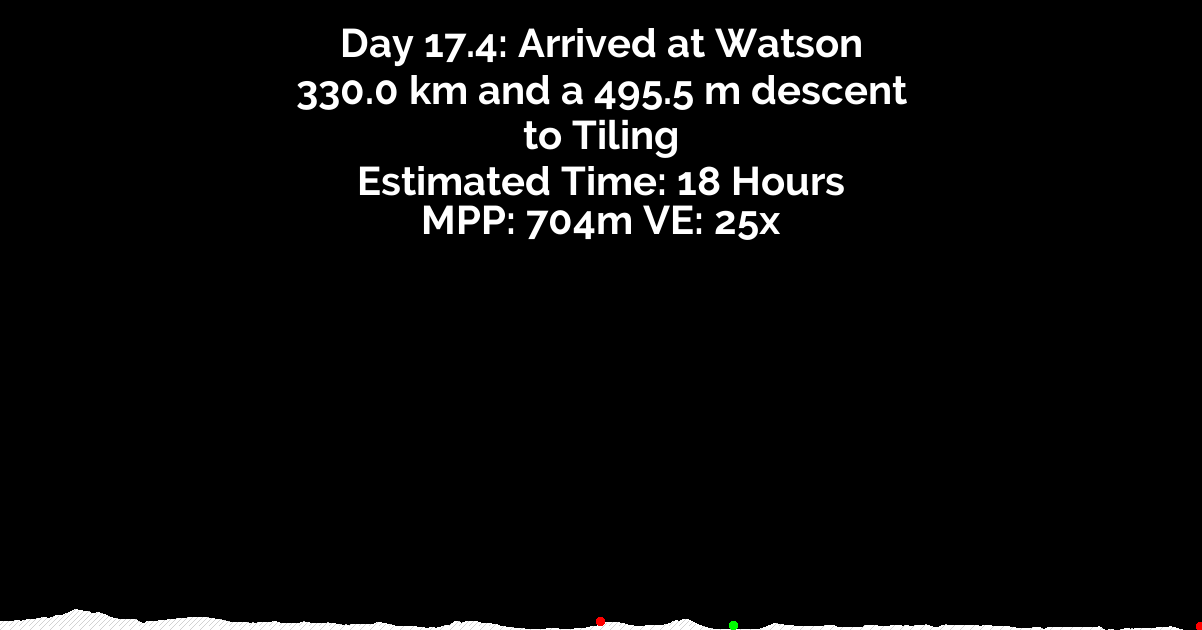 Day 17.4: Arrived at Watson
330.0 km and a 495.5 m descent
to Tiling
Estimated Time: 18 Hours
MPP: 704m VE: 25x